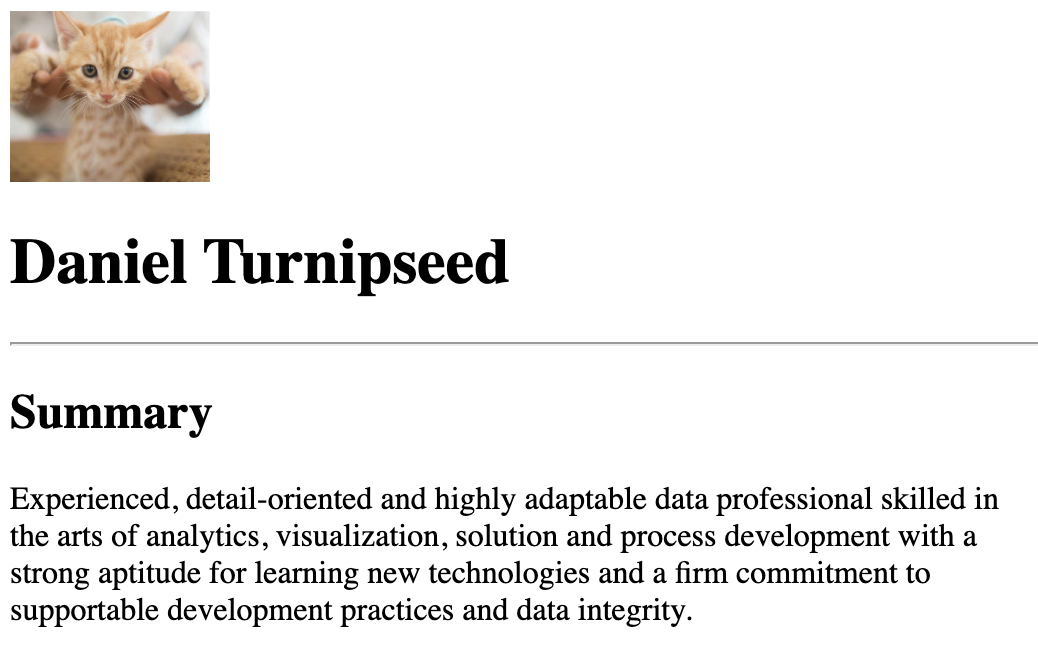 Daniel Turnipseed
Summary
Experienced, detail-oriented and highly adaptable data professional skilled in
the arts of analytics, visualization, solution and process development with a
strong aptitude for learning new technologies and a firm commitment to
supportable development practices and data integrity.